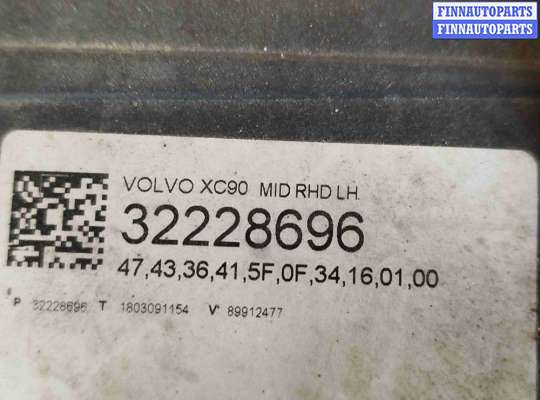 FINNAUTOPARTS
FINNAUTOPARTS
VOLVO XC90 MID RHD LH
32228696
47,43,36,41,5F,0F,34,16,01,00
P 32228696 T 1803091154 V 89912477